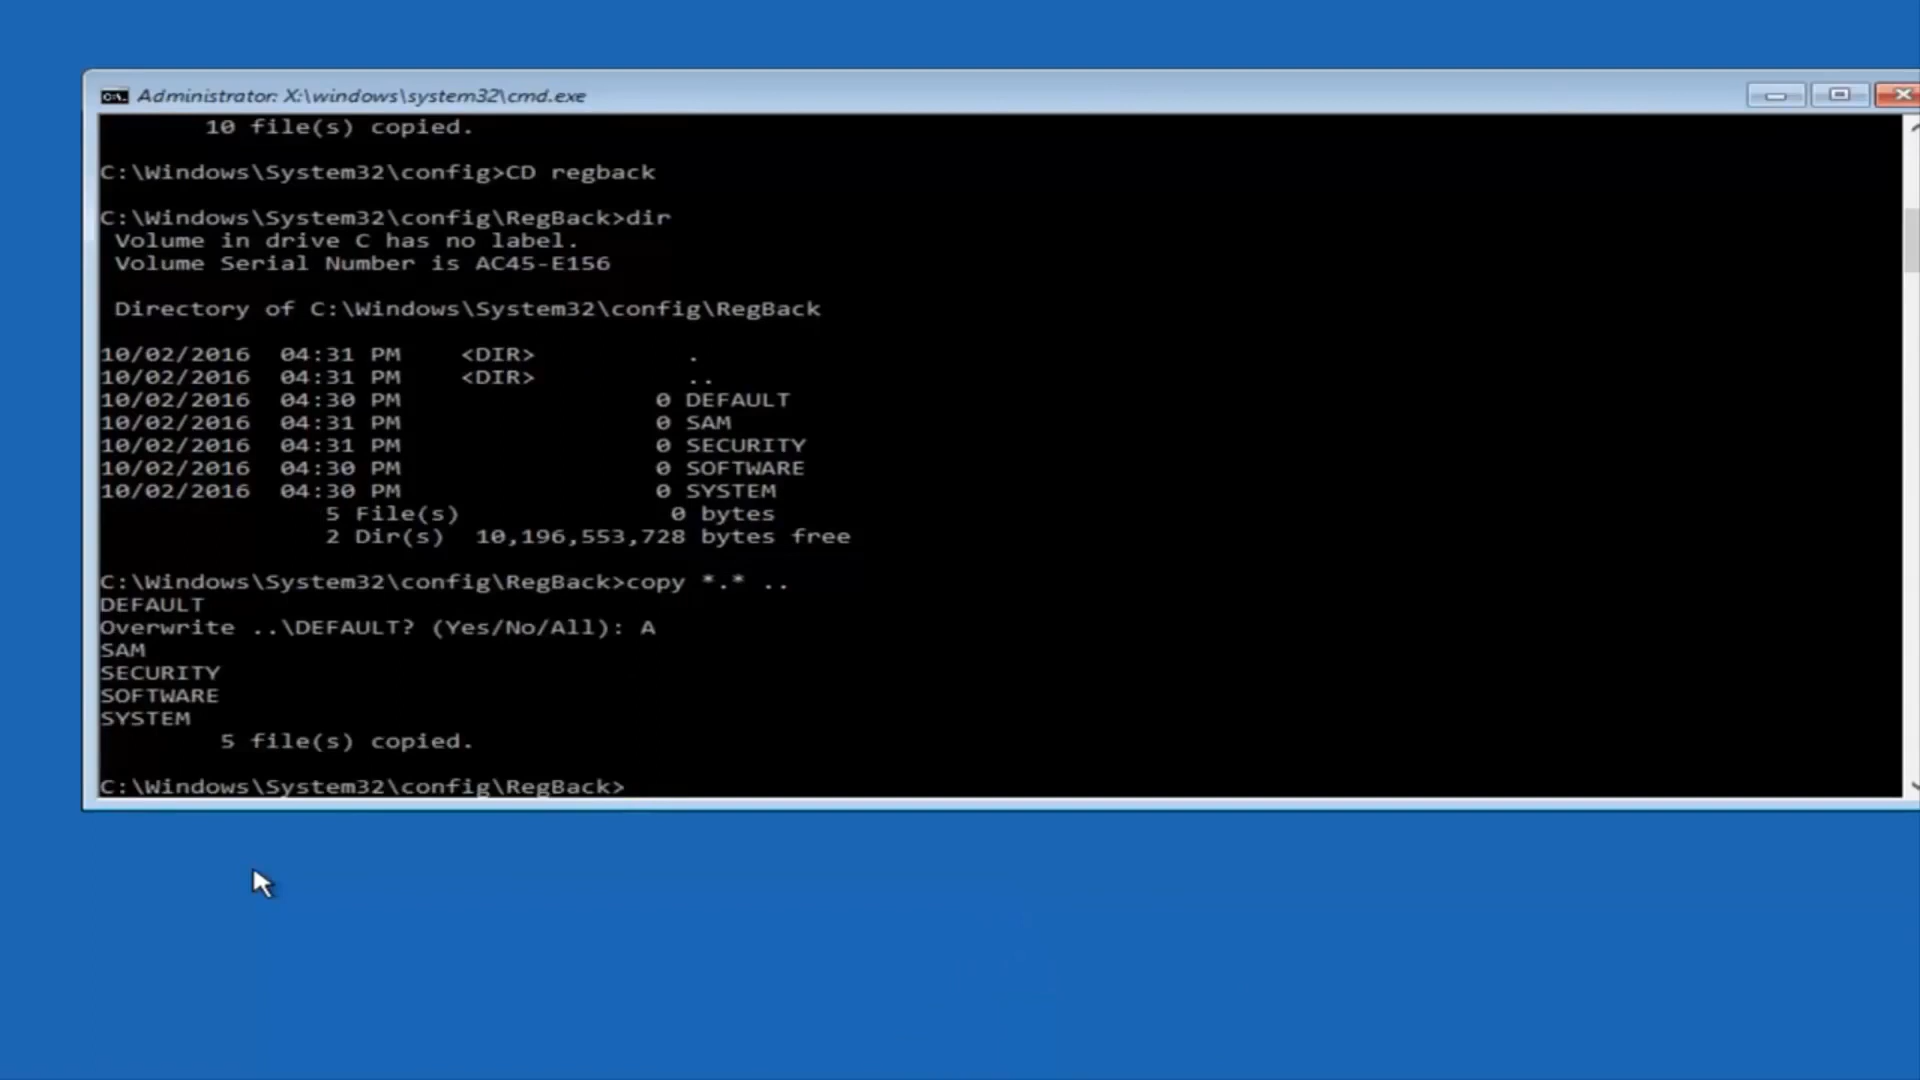 Administrator: X:\windows\system32\cmd.exe
10 file(s) copied.
C:\Windows\System32\config>CD regback
C:\Windows\System32\config\RegBack>dir
Volume in drive C has no label.
Volume Serial Number is AC45-E156
Directory of C:\Windows\System32\config\RegBack
10/02/2016 04:31 PM <DIR> .
10/02/2016 04:31 PM <DIR> ..
10/02/2016 04:30 PM 0 DEFAULT
10/02/2016 04:31 PM 0 SAM
10/02/2016 04:31 PM 0 SECURITY
10/02/2016 04:30 PM 0 SOFTWARE
10/02/2016 04:30 PM 0 SYSTEM
5 File(s) 0 bytes
2 Dir(s) 10,196,553,728 bytes free
C:\Windows\System32\config\RegBack>copy *.* ..
DEFAULT
Overwrite ..\DEFAULT? (Yes/No/All): A
SAM
SECURITY
SOFTWARE
SYSTEM
5 file(s) copied.
C:\Windows\System32\config\RegBack>